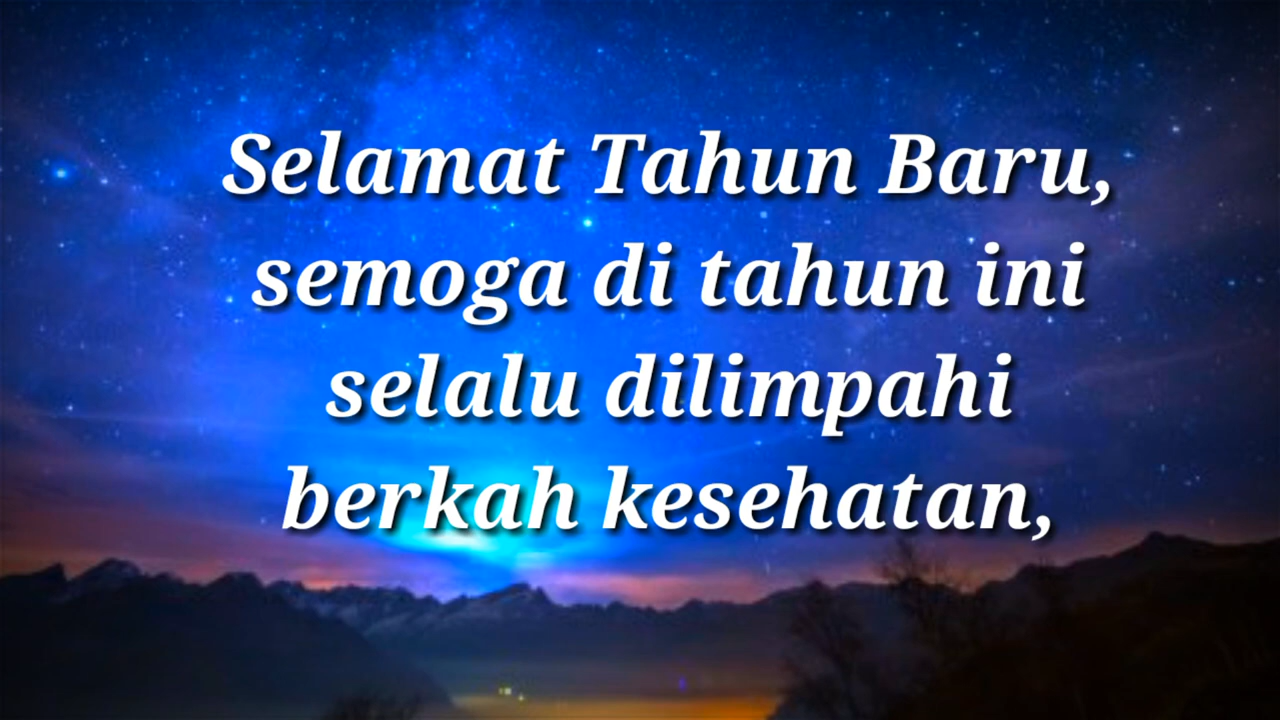 Selamat Tahun Baru,
semoga di tahun ini
selalu dilimpahi
berkah kesehatan,